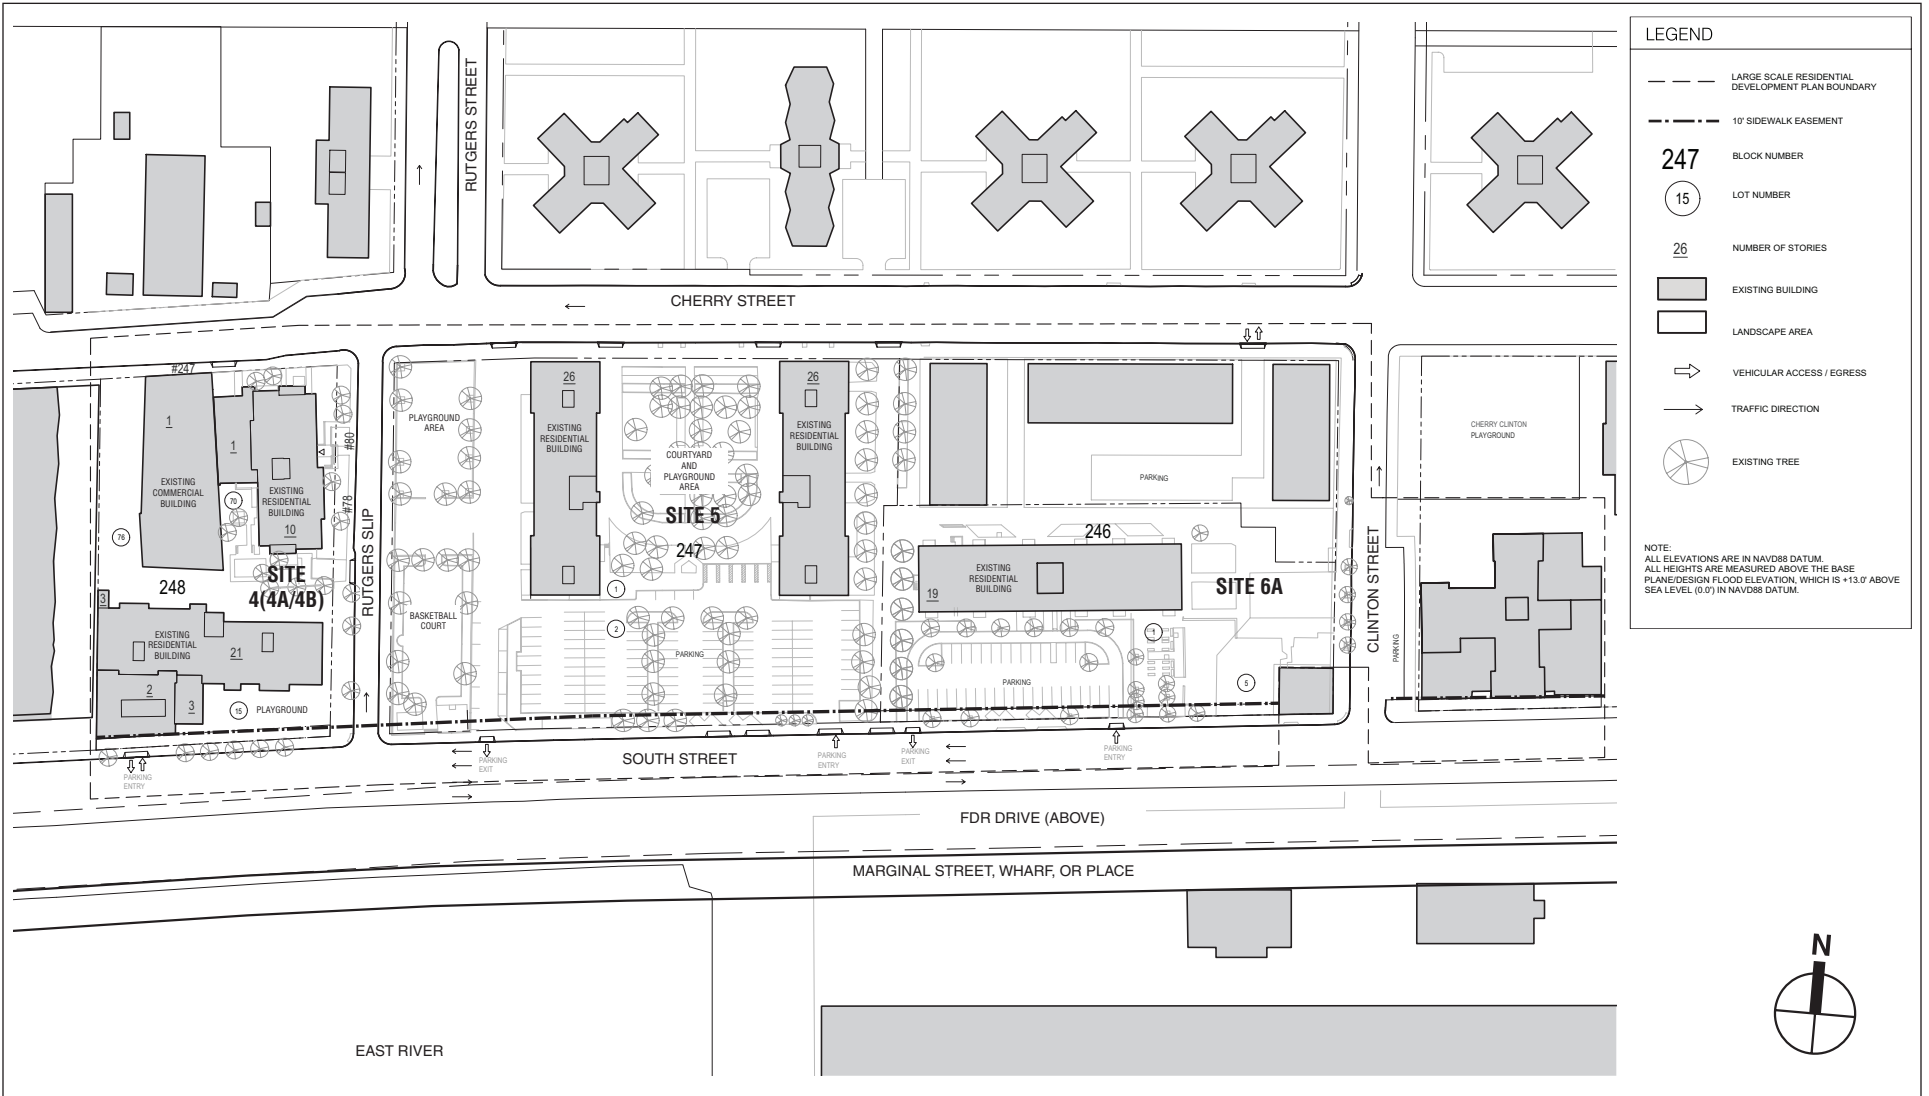 LEGEND
LARGE SCALE RESIDENTIAL
DEVELOPMENT PLAN BOUNDARY
10' SIDEWALK EASEMENT
247
BLOCK NUMBER
15
LOT NUMBER
26
NUMBER OF STORIES
EXISTING BUILDING
LANDSCAPE AREA
VEHICULAR ACCESS / EGRESS
TRAFFIC DIRECTION
EXISTING TREE
NOTE:
ALL ELEVATIONS ARE IN NAVD88 DATUM.
ALL HEIGHTS ARE MEASURED ABOVE THE BASE
PLANE/DESIGN FLOOD ELEVATION, WHICH IS +13.0' ABOVE
SEA LEVEL (0.0') IN NAVD88 DATUM.
N
RUTGERS STREET
CHERRY STREET
#247
1
1
EXISTING
COMMERCIAL
BUILDING
70
76
EXISTING
RESIDENTIAL
BUILDING
10
#80
#78
RUTGERS SLIP
SITE
4(4A/4B)
248
3
EXISTING
RESIDENTIAL
BUILDING
21
2
3
15
PLAYGROUND
PARKING
ENTRY
PLAYGROUND
AREA
BASKETBALL
COURT
26
EXISTING
RESIDENTIAL
BUILDING
COURTYARD
AND
PLAYGROUND
AREA
SITE 5
247
26
EXISTING
RESIDENTIAL
BUILDING
1
2
PARKING
PARKING
EXIT
SOUTH STREET
PARKING
ENTRY
PARKING
EXIT
PARKING
246
EXISTING
RESIDENTIAL
BUILDING
19
SITE 6A
1
5
PARKING
PARKING
ENTRY
CLINTON STREET
PARKING
CHERRY CLINTON
PLAYGROUND
FDR DRIVE (ABOVE)
MARGINAL STREET, WHARF, OR PLACE
EAST RIVER